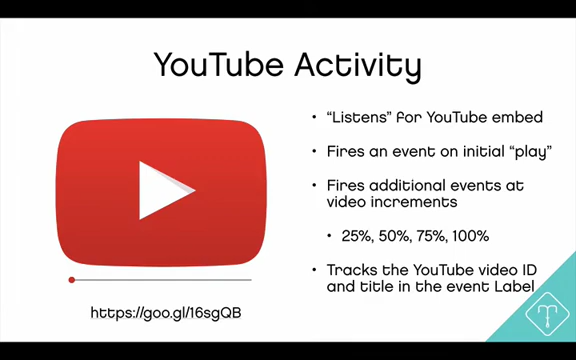 YouTube Activity
• “Listens” for YouTube embed
• Fires an event on initial “play”
• Fires additional events at
video increments
• 25%, 50%, 75%, 100%
• Tracks the YouTube video ID
and title in the event Label
https://goo.gl/16sgQB